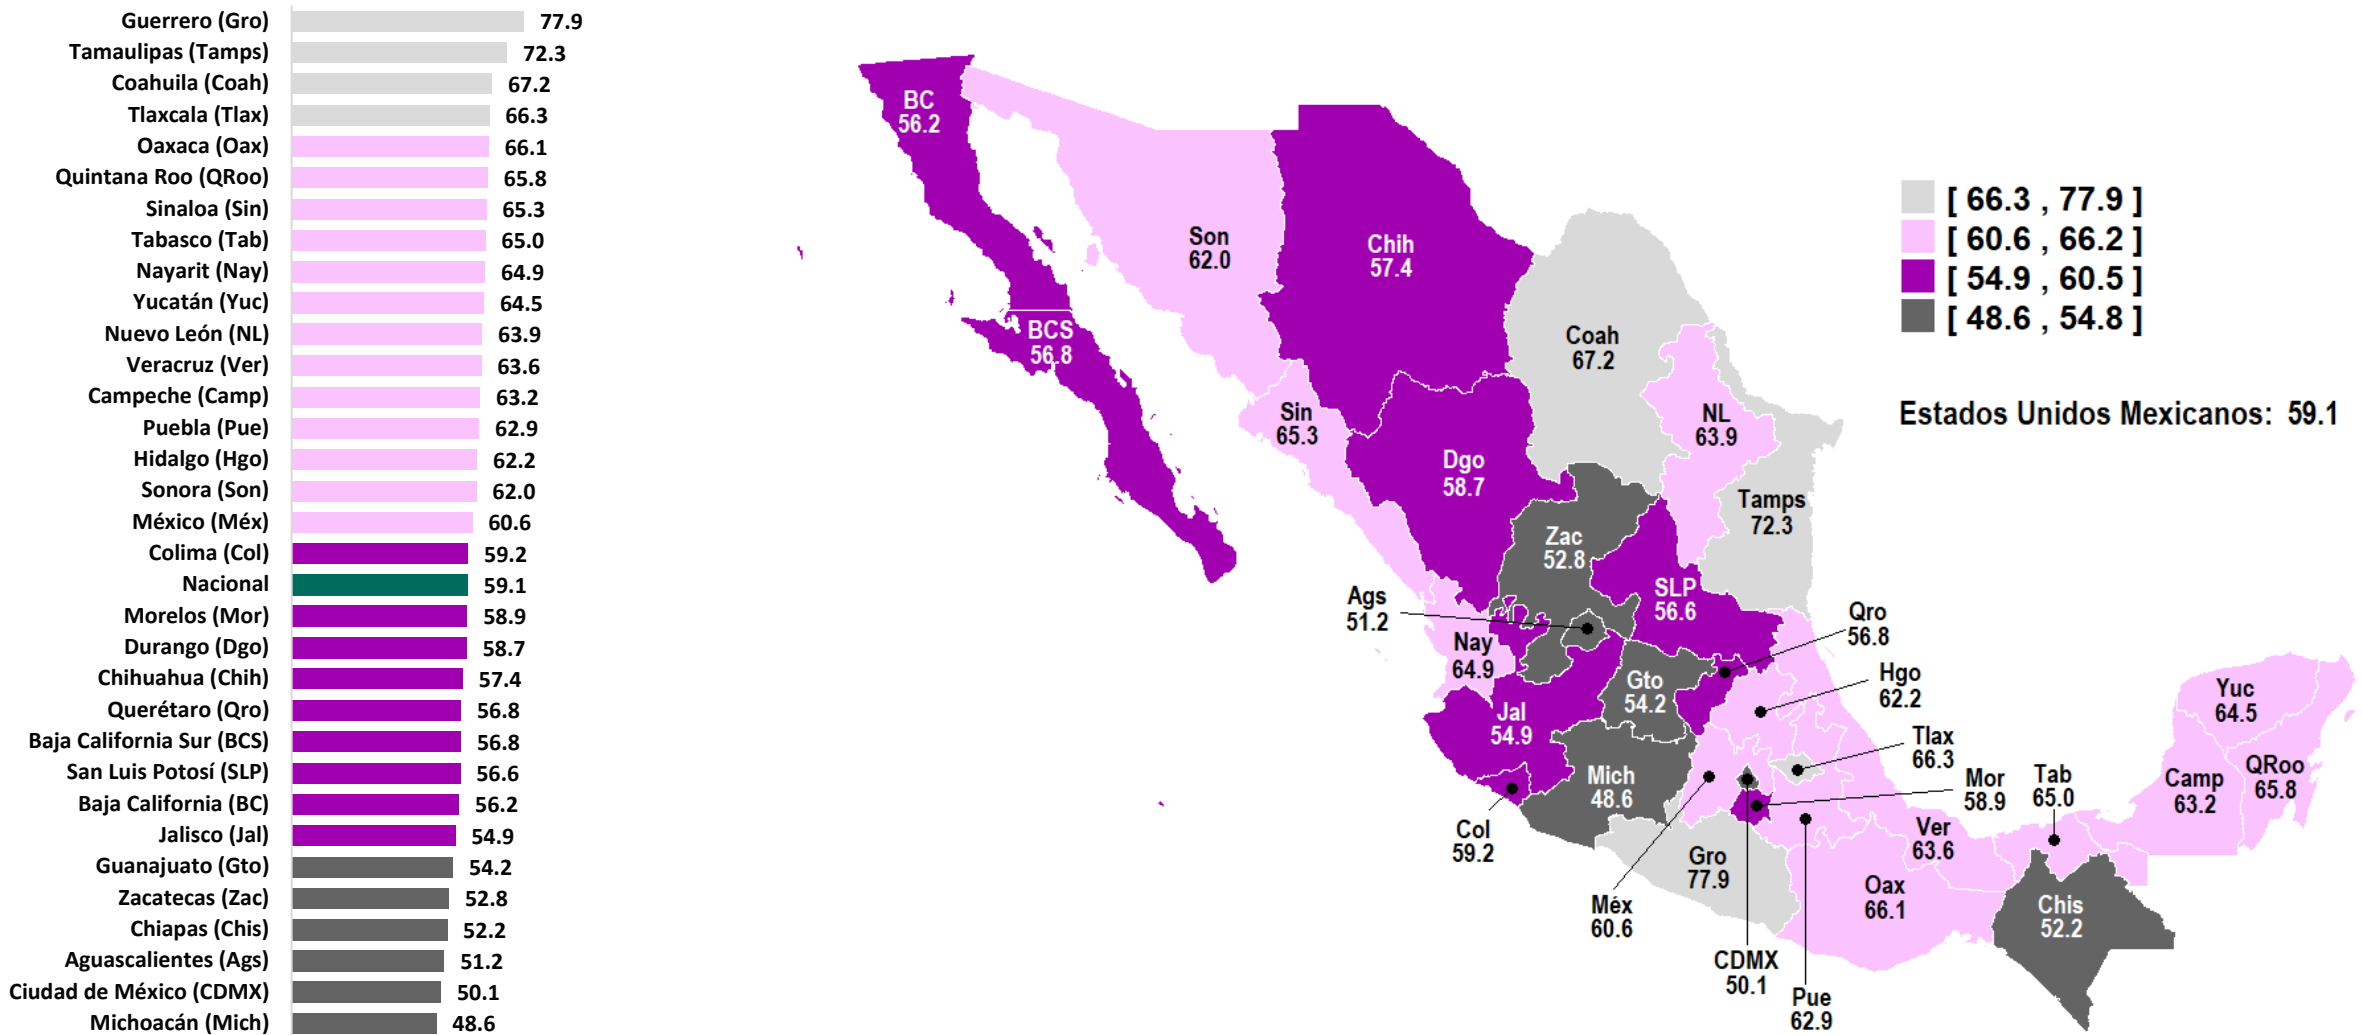 Guerrero (Gro) 77.9
Tamaulipas (Tamps) 72.3
Coahuila (Coah) 67.2
Tlaxcala (Tlax) 66.3
Oaxaca (Oax) 66.1
Quintana Roo (QRoo) 65.8
Sinaloa (Sin) 65.3
Tabasco (Tab) 65.0
Nayarit (Nay) 64.9
Yucatán (Yuc) 64.5
Nuevo León (NL) 63.9
Veracruz (Ver) 63.6
Campeche (Camp) 63.2
Puebla (Pue) 62.9
Hidalgo (Hgo) 62.2
Sonora (Son) 62.0
México (Méx) 60.6
Colima (Col) 59.2
Nacional 59.1
Morelos (Mor) 58.9
Durango (Dgo) 58.7
Chihuahua (Chih) 57.4
Querétaro (Qro) 56.8
Baja California Sur (BCS) 56.8
San Luis Potosí (SLP) 56.6
Baja California (BC) 56.2
Jalisco (Jal) 54.9
Guanajuato (Gto) 54.2
Zacatecas (Zac) 52.8
Chiapas (Chis) 52.2
Aguascalientes (Ags) 51.2
Ciudad de México (CDMX) 50.1
Michoacán (Mich) 48.6
BC
56.2
BCS
56.8
Son
62.0
Chih
57.4
Coah
67.2
Sin
65.3
NL
63.9
Dgo
58.7
Tamps
72.3
Zac
52.8
SLP
56.6
Ags
51.2
Nay
64.9
Qro
56.8
Hgo
62.2
Gto
54.2
Jal
54.9
Tlax
66.3
Mich
48.6
Mor
58.9
Tab
65.0
Yuc
64.5
Camp
63.2
QRoo
65.8
Col
59.2
Ver
63.6
Gro
77.9
Oax
66.1
Méx
60.6
Chis
52.2
CDMX
50.1
Pue
62.9
[ 66.3 , 77.9 ]
[ 60.6 , 66.2 ]
[ 54.9 , 60.5 ]
[ 48.6 , 54.8 ]
Estados Unidos Mexicanos: 59.1